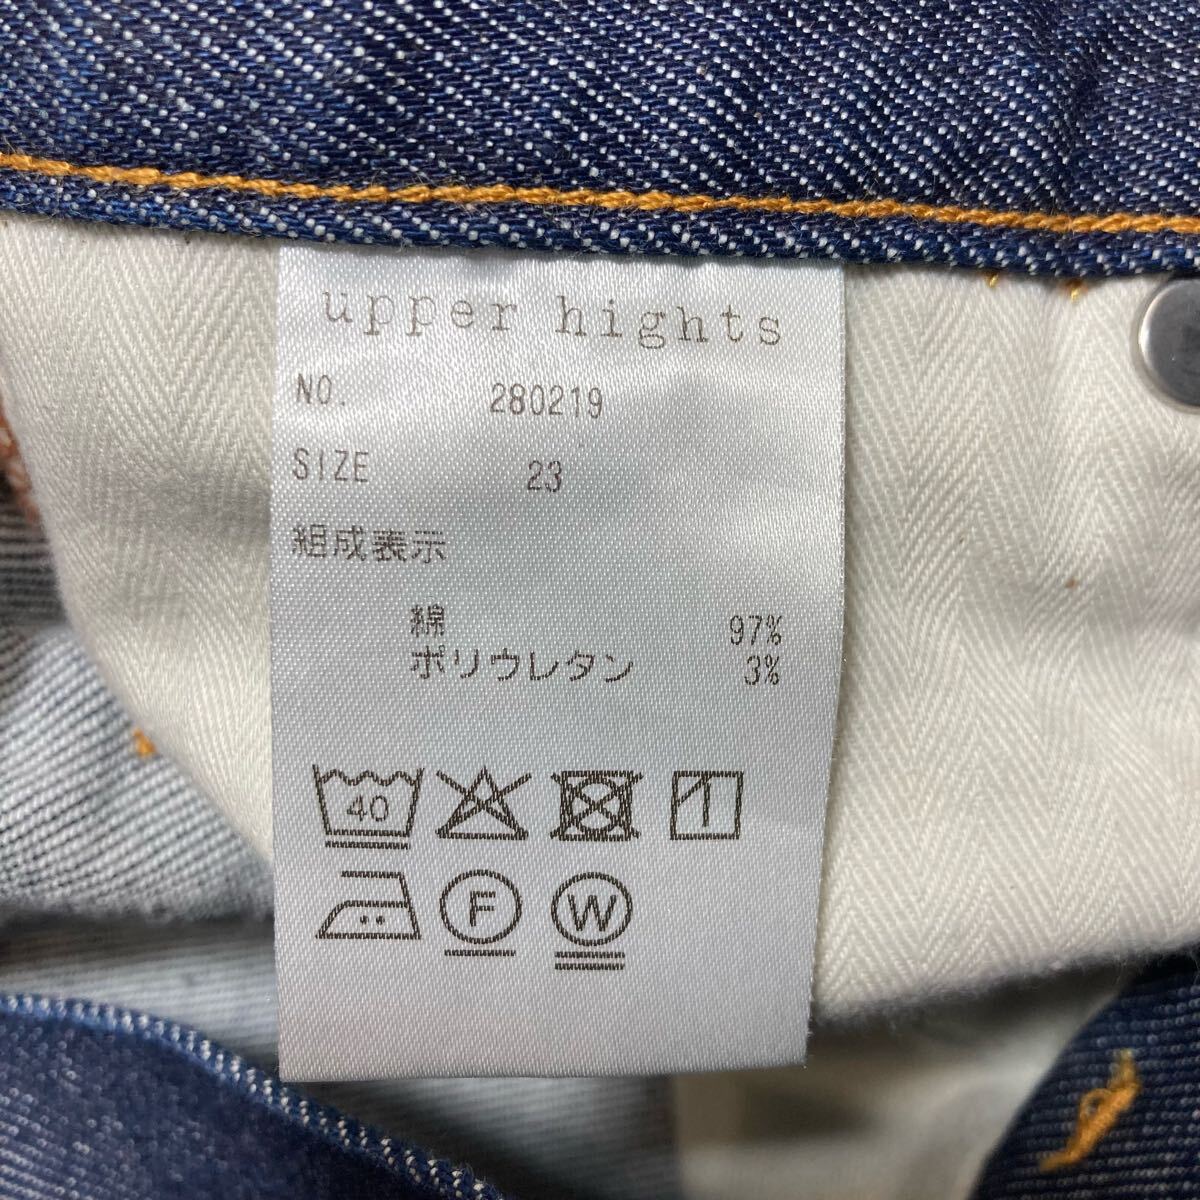 upper hights
NO. 280219
SIZE 23
組成表示
綿 97%
ポリウレタン 3%
40
F W